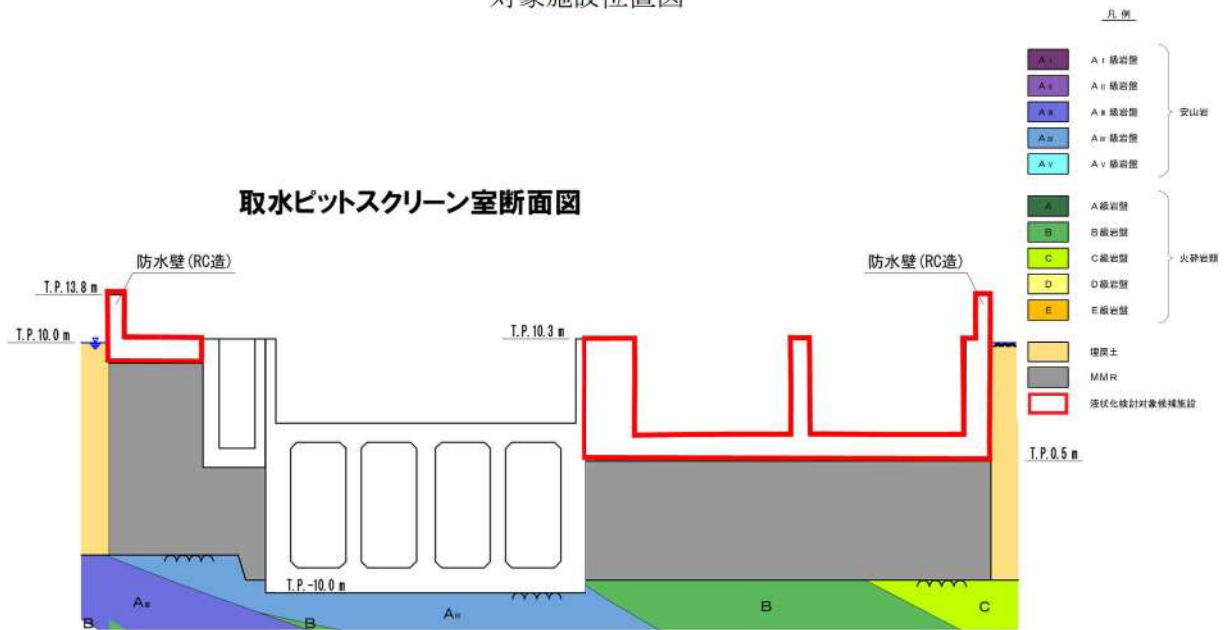 対象施設位置図
凡 例
AⅠ AⅠ級岩盤
AⅡ AⅡ級岩盤
AⅢ AⅢ級岩盤
AⅣ AⅣ級岩盤
AⅤ AⅤ級岩盤
安山岩
A A級岩盤
B B級岩盤
C C級岩盤
D D級岩盤
E E級岩盤
火砕岩類
埋戻土
MMR
液状化検討対象候補施設
取水ピットスクリーン室断面図
防水壁(RC造)
防水壁(RC造)
T.P.13.8 m
T.P.10.0 m
T.P.10.3 m
T.P.0.5 m
T.P.-10.0 m
B
B
B
C